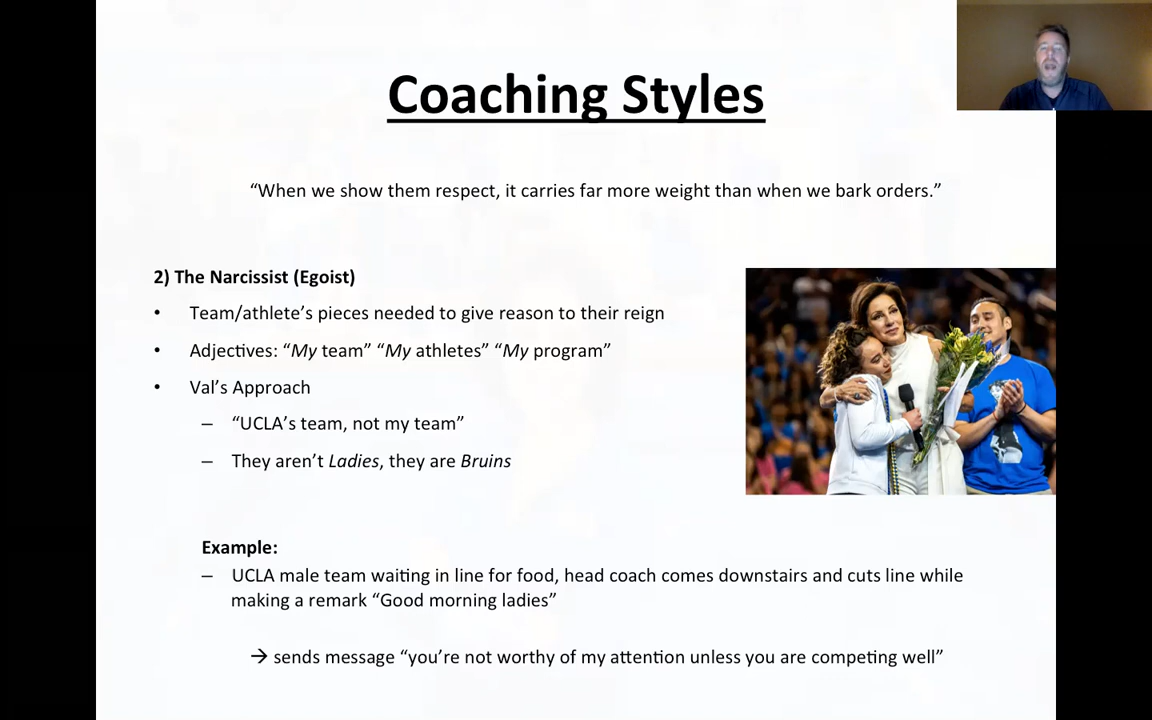 Coaching Styles
“When we show them respect, it carries far more weight than when we bark orders.”
2) The Narcissist (Egoist)
• Team/athlete’s pieces needed to give reason to their reign
• Adjectives: “My team” “My athletes” “My program”
• Val’s Approach
– “UCLA’s team, not my team”
– They aren’t Ladies, they are Bruins
Example:
– UCLA male team waiting in line for food, head coach comes downstairs and cuts line while
making a remark “Good morning ladies”
→ sends message “you’re not worthy of my attention unless you are competing well”